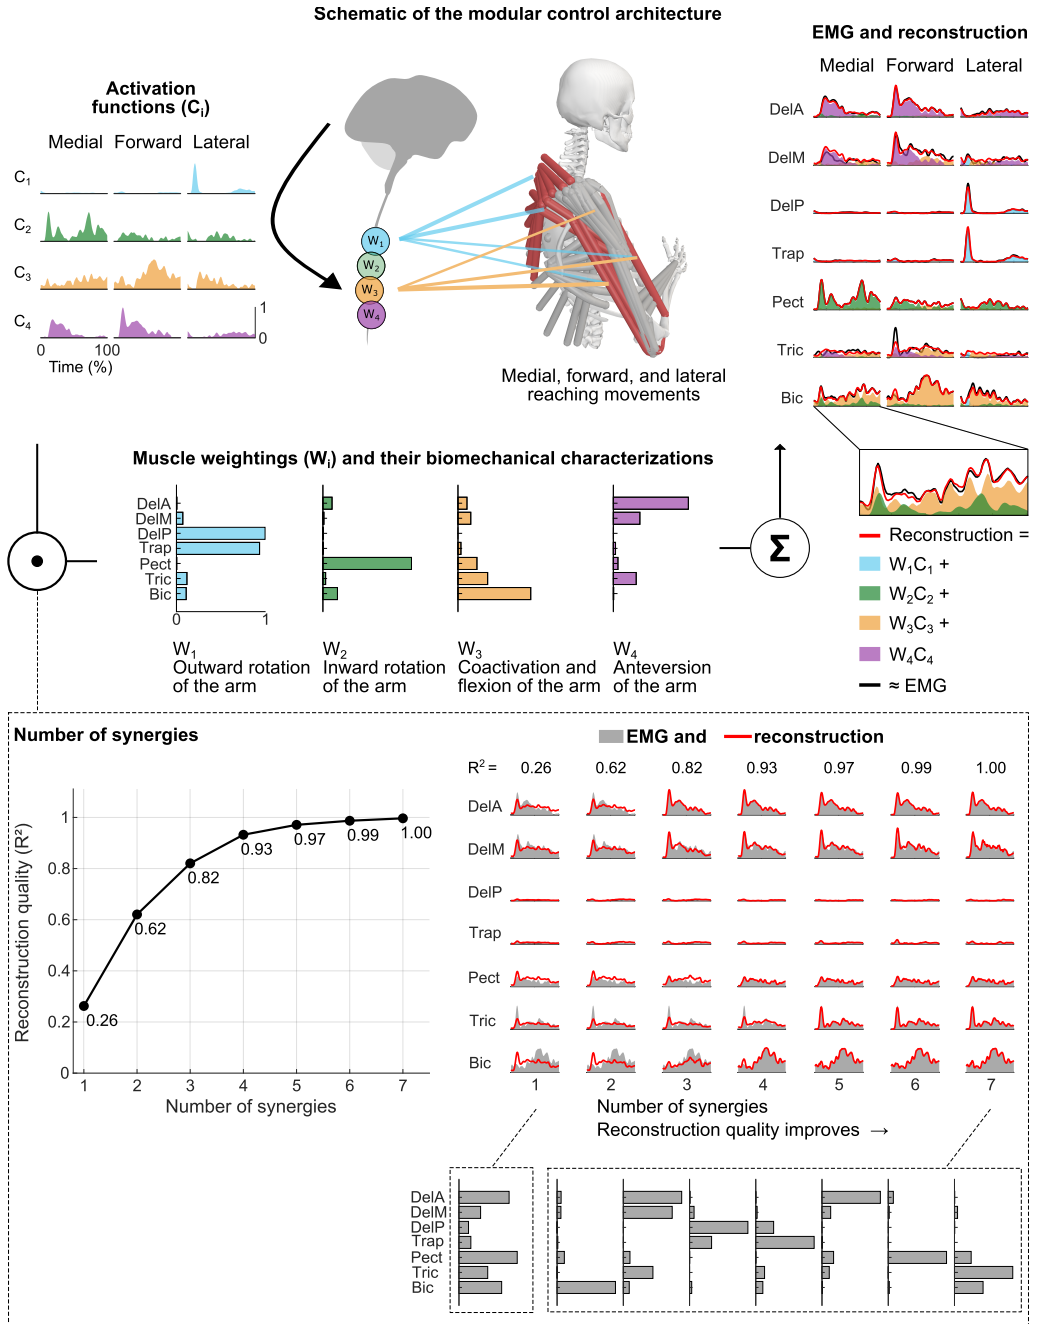 Schematic of the modular control architecture
EMG and reconstruction
Medial Forward Lateral
Activation
functions (Ci)
Medial Forward Lateral
C1
C2
C3
C4
1
0
0 100
Time (%)
W1
W2
W3
W4
Medial, forward, and lateral
reaching movements
DelA
DelM
DelP
Trap
Pect
Tric
Bic
Muscle weightings (Wi) and their biomechanical characterizations
DelA
DelM
DelP
Trap
Pect
Tric
Bic
0 1
W1
Outward rotation
of the arm
W2
Inward rotation
of the arm
W3
Coactivation and
flexion of the arm
W4
Anteversion
of the arm
Σ
Reconstruction =
W1C1 +
W2C2 +
W3C3 +
W4C4
≈ EMG
Number of synergies
Reconstruction quality (R²)
1
0.8
0.6
0.4
0.2
0
0.26
0.62
0.82
0.93
0.97
0.99
1.00
1 2 3 4 5 6 7
Number of synergies
EMG and reconstruction
R2 = 0.26 0.62 0.82 0.93 0.97 0.99 1.00
DelA
DelM
DelP
Trap
Pect
Tric
Bic
1 2 3 4 5 6 7
Number of synergies
Reconstruction quality improves →
DelA
DelM
DelP
Trap
Pect
Tric
Bic